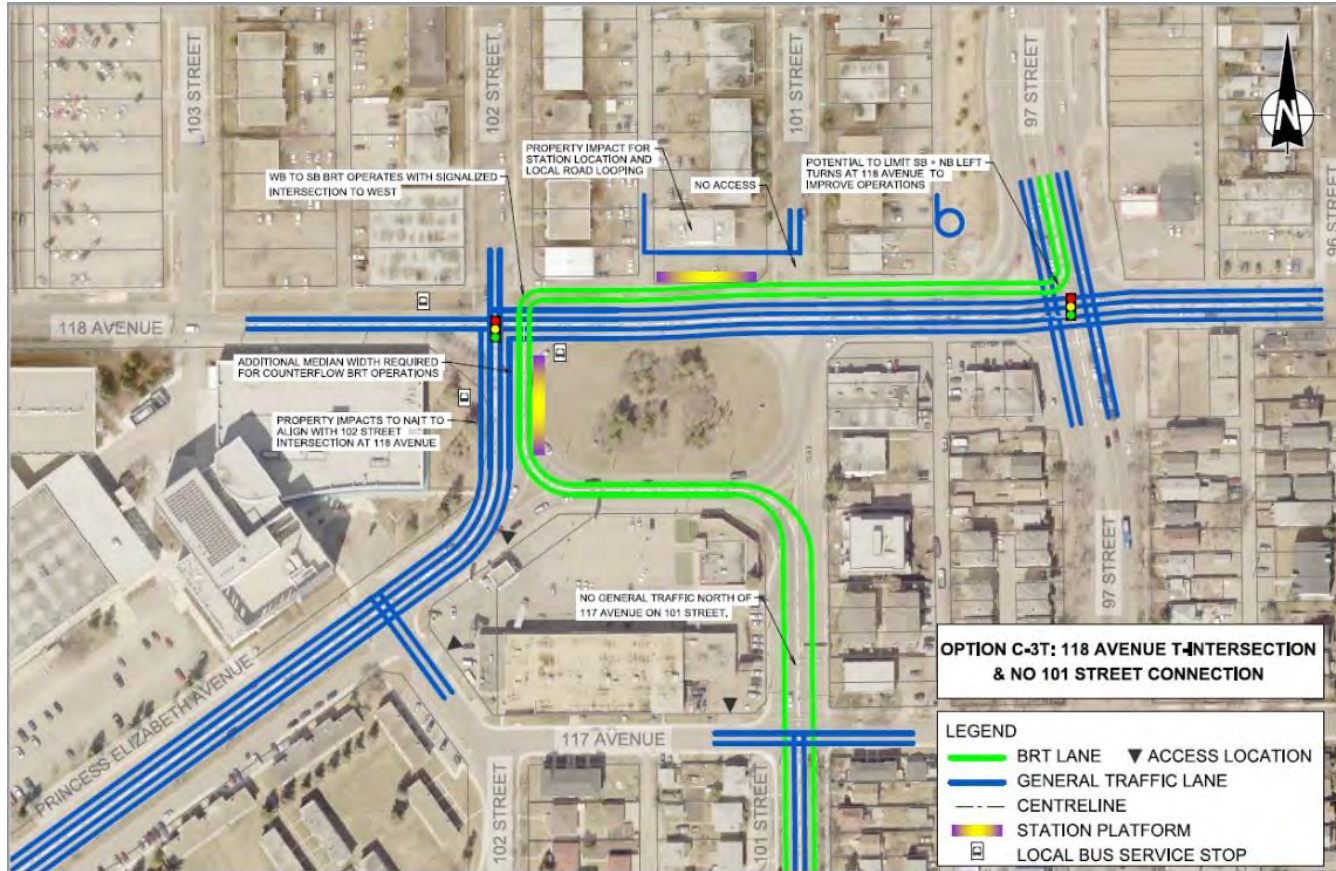 103 STREET
102 STREET
101 STREET
97 STREET
96 STREET
N
PROPERTY IMPACT FOR
STATION LOCATION AND
LOCAL ROAD LOOPING
WB TO SB BRT OPERATES WITH SIGNALIZED
INTERSECTION TO WEST
NO ACCESS
POTENTIAL TO LIMIT SB + NB LEFT
TURNS AT 118 AVENUE TO
IMPROVE OPERATIONS
118 AVENUE
ADDITIONAL MEDIAN WIDTH REQUIRED
FOR COUNTERFLOW BRT OPERATIONS
PROPERTY IMPACTS TO NAIT TO
ALIGN WITH 102 STREET
INTERSECTION AT 118 AVENUE
97 STREET
NO GENERAL TRAFFIC NORTH OF
117 AVENUE ON 101 STREET.
PRINCESS ELIZABETH AVENUE
117 AVENUE
102 STREET
101 STREET
OPTION C-3T: 118 AVENUE T-INTERSECTION
& NO 101 STREET CONNECTION
LEGEND
BRT LANE
ACCESS LOCATION
GENERAL TRAFFIC LANE
CENTRELINE
STATION PLATFORM
LOCAL BUS SERVICE STOP